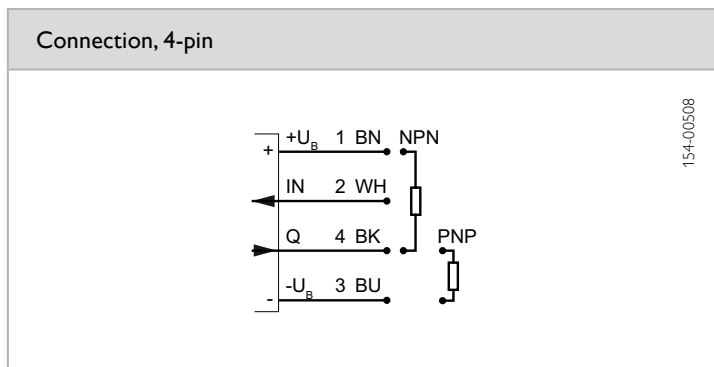 Connection, 4-pin
154-00508
+ +U_B 1 BN NPN
IN 2 WH
Q 4 BK PNP
- -U_B 3 BU